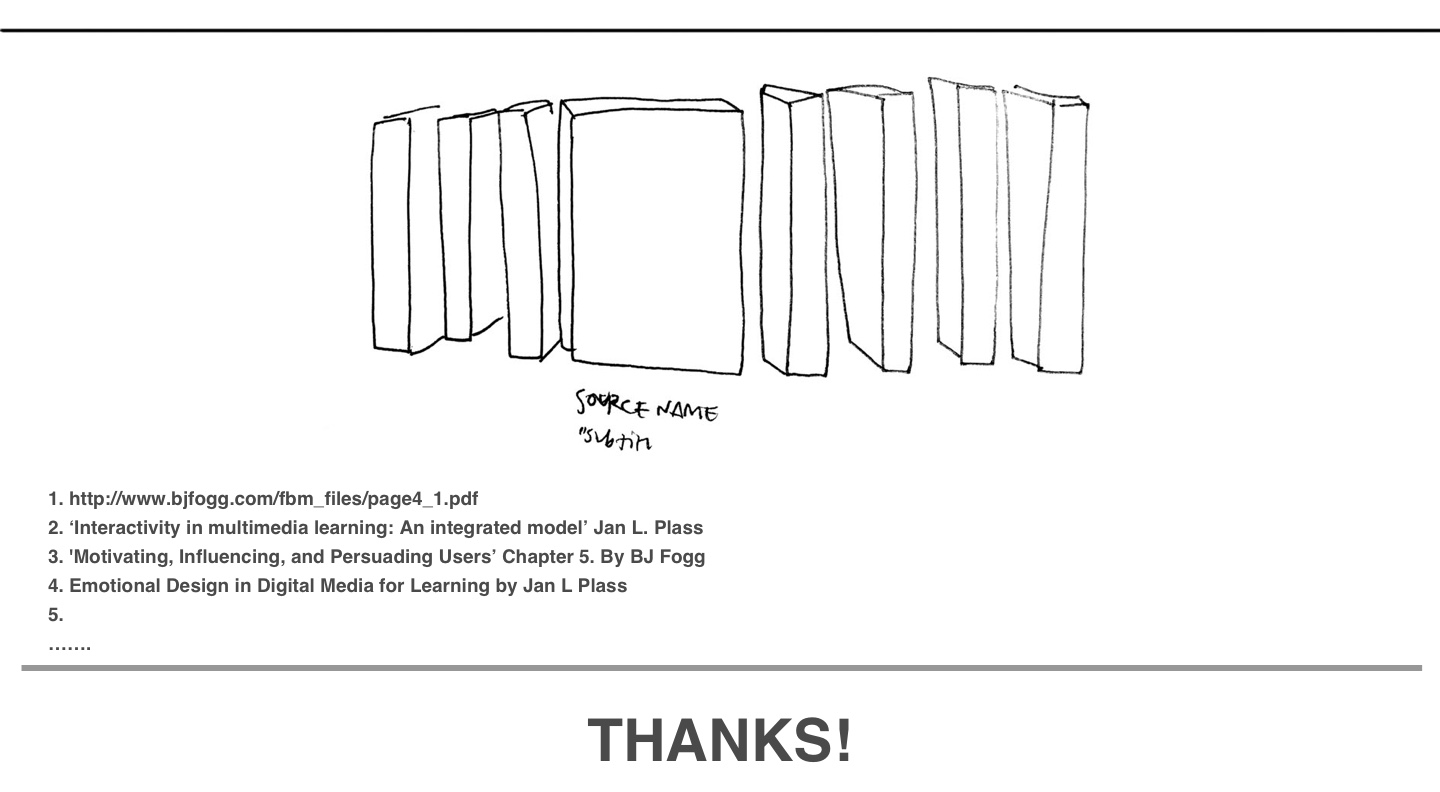 SOURCE NAME
"Subtitl
1. http://www.bjfogg.com/fbm_files/page4_1.pdf
2. ‘Interactivity in multimedia learning: An integrated model’ Jan L. Plass
3. 'Motivating, Influencing, and Persuading Users’ Chapter 5. By BJ Fogg
4. Emotional Design in Digital Media for Learning by Jan L Plass
5.
.......
THANKS!